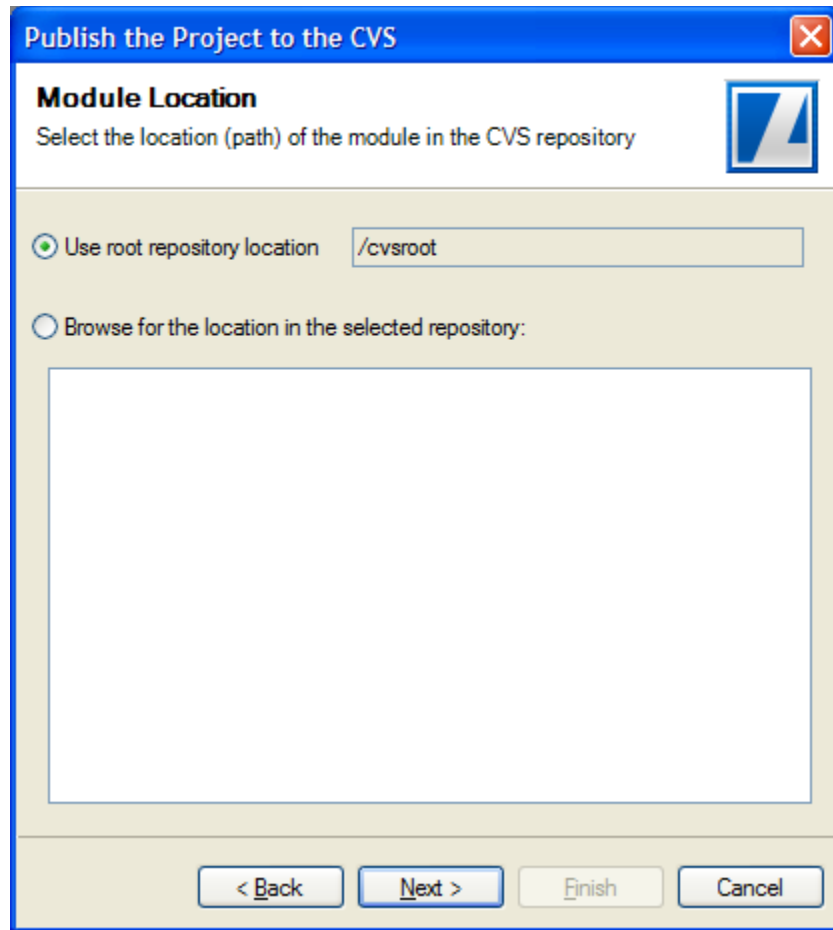 Publish the Project to the CVS
Module Location
Select the location (path) of the module in the CVS repository
Use root repository location /cvsroot
Browse for the location in the selected repository:
< Back Next > Finish Cancel